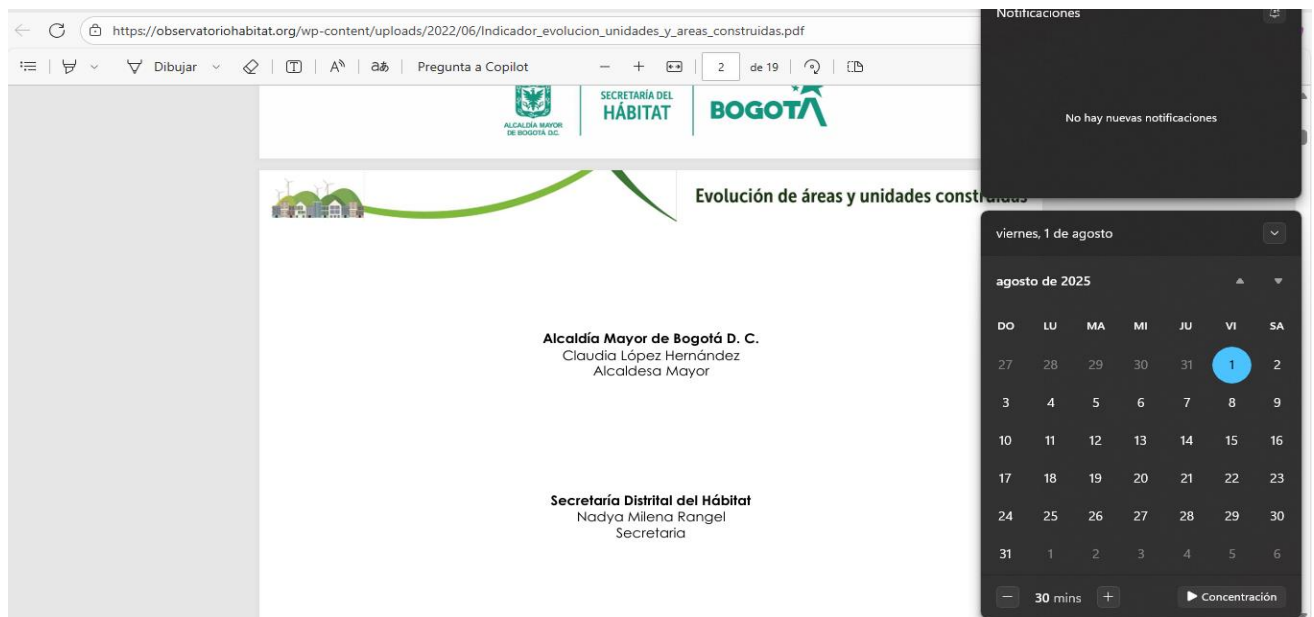 https://observatoriohabitat.org/wp-content/uploads/2022/06/Indicador_evolucion_unidades_y_areas_construidas.pdf
Dibujar
aあ
Pregunta a Copilot
2 de 19
ALCALDÍA MAYOR
DE BOGOTÁ D.C.
SECRETARÍA DEL
HÁBITAT
BOGOTÁ
Evolución de áreas y unidades construidas
Alcaldía Mayor de Bogotá D. C.
Claudia López Hernández
Alcaldesa Mayor
Secretaría Distrital del Hábitat
Nadya Milena Rangel
Secretaria
Notificaciones
No hay nuevas notificaciones
viernes, 1 de agosto
agosto de 2025
DO LU MA MI JU VI SA
27 28 29 30 31 1 2
3 4 5 6 7 8 9
10 11 12 13 14 15 16
17 18 19 20 21 22 23
24 25 26 27 28 29 30
31 1 2 3 4 5 6
30 mins
Concentración